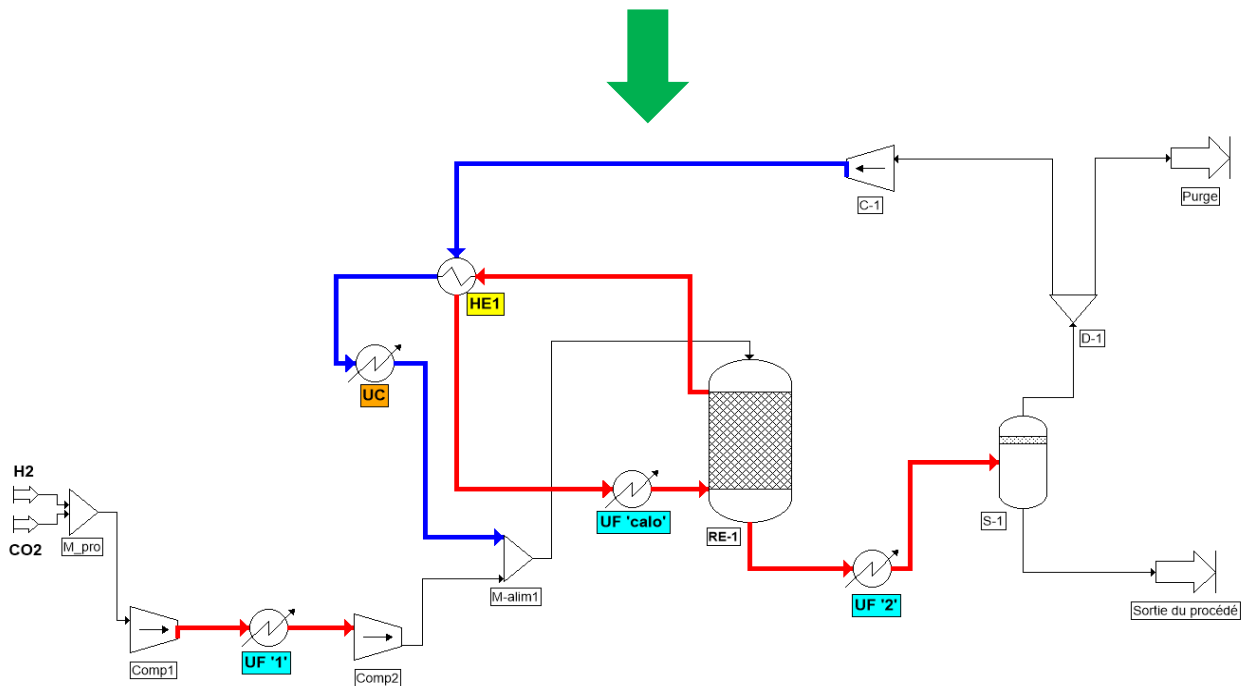 Purge
C-1
HE1
D-1
UC
H2
CO2
M_pro
UF 'calo'
RE-1
S-1
M-alim1
UF '2'
Sortie du procédé
Comp1
UF '1'
Comp2